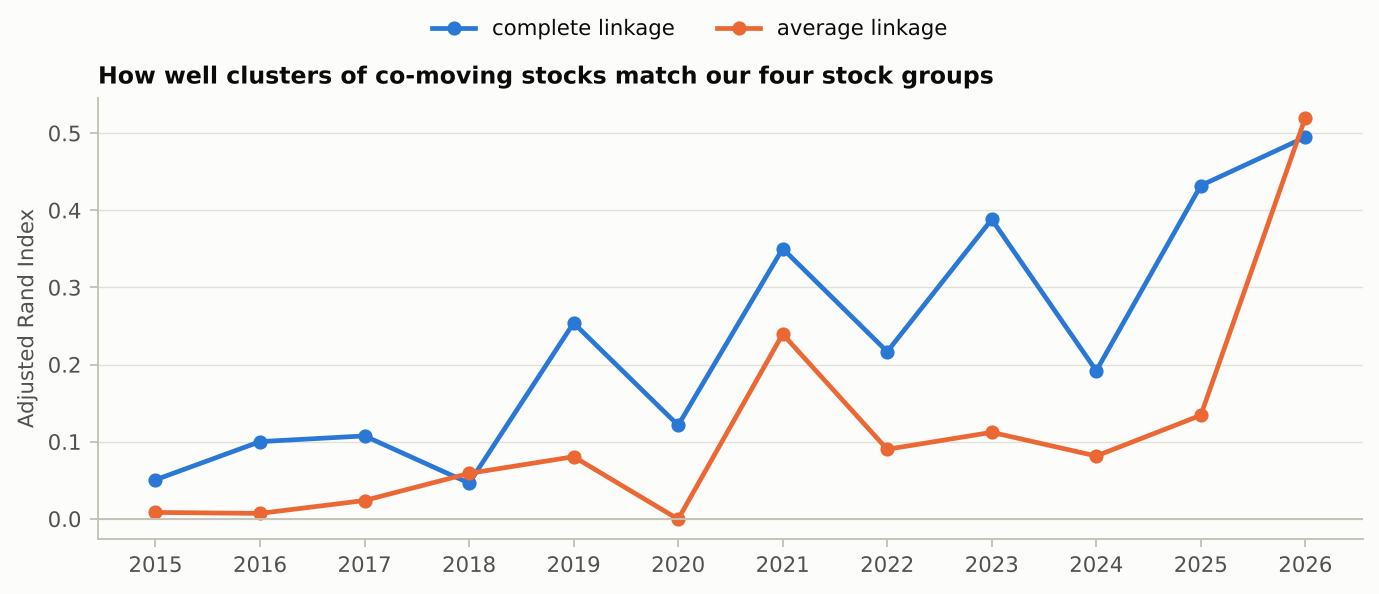 complete linkage
average linkage
How well clusters of co-moving stocks match our four stock groups
Adjusted Rand Index
0.5
0.4
0.3
0.2
0.1
0.0
2015 2016 2017 2018 2019 2020 2021 2022 2023 2024 2025 2026